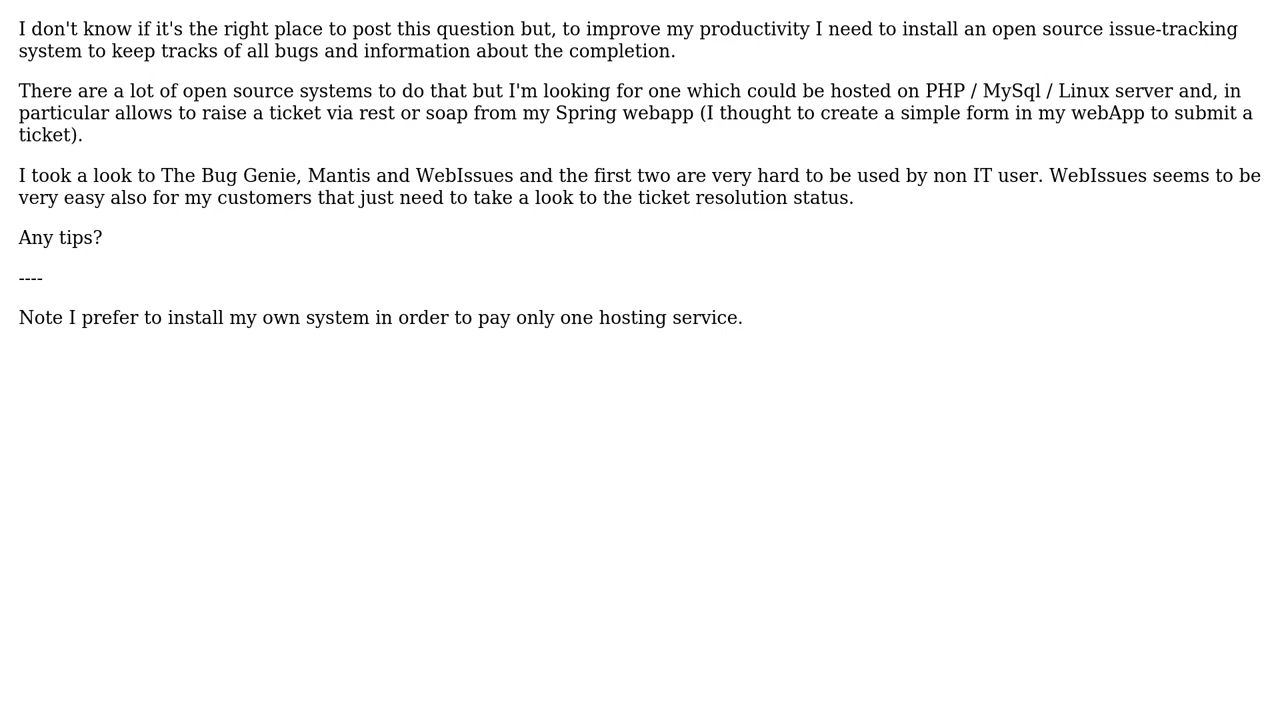 I don't know if it's the right place to post this question but, to improve my productivity I need to install an open source issue-tracking
system to keep tracks of all bugs and information about the completion.
There are a lot of open source systems to do that but I'm looking for one which could be hosted on PHP / MySql / Linux server and, in
particular allows to raise a ticket via rest or soap from my Spring webapp (I thought to create a simple form in my webApp to submit a
ticket).
I took a look to The Bug Genie, Mantis and WebIssues and the first two are very hard to be used by non IT user. WebIssues seems to be
very easy also for my customers that just need to take a look to the ticket resolution status.
Any tips?
----
Note I prefer to install my own system in order to pay only one hosting service.